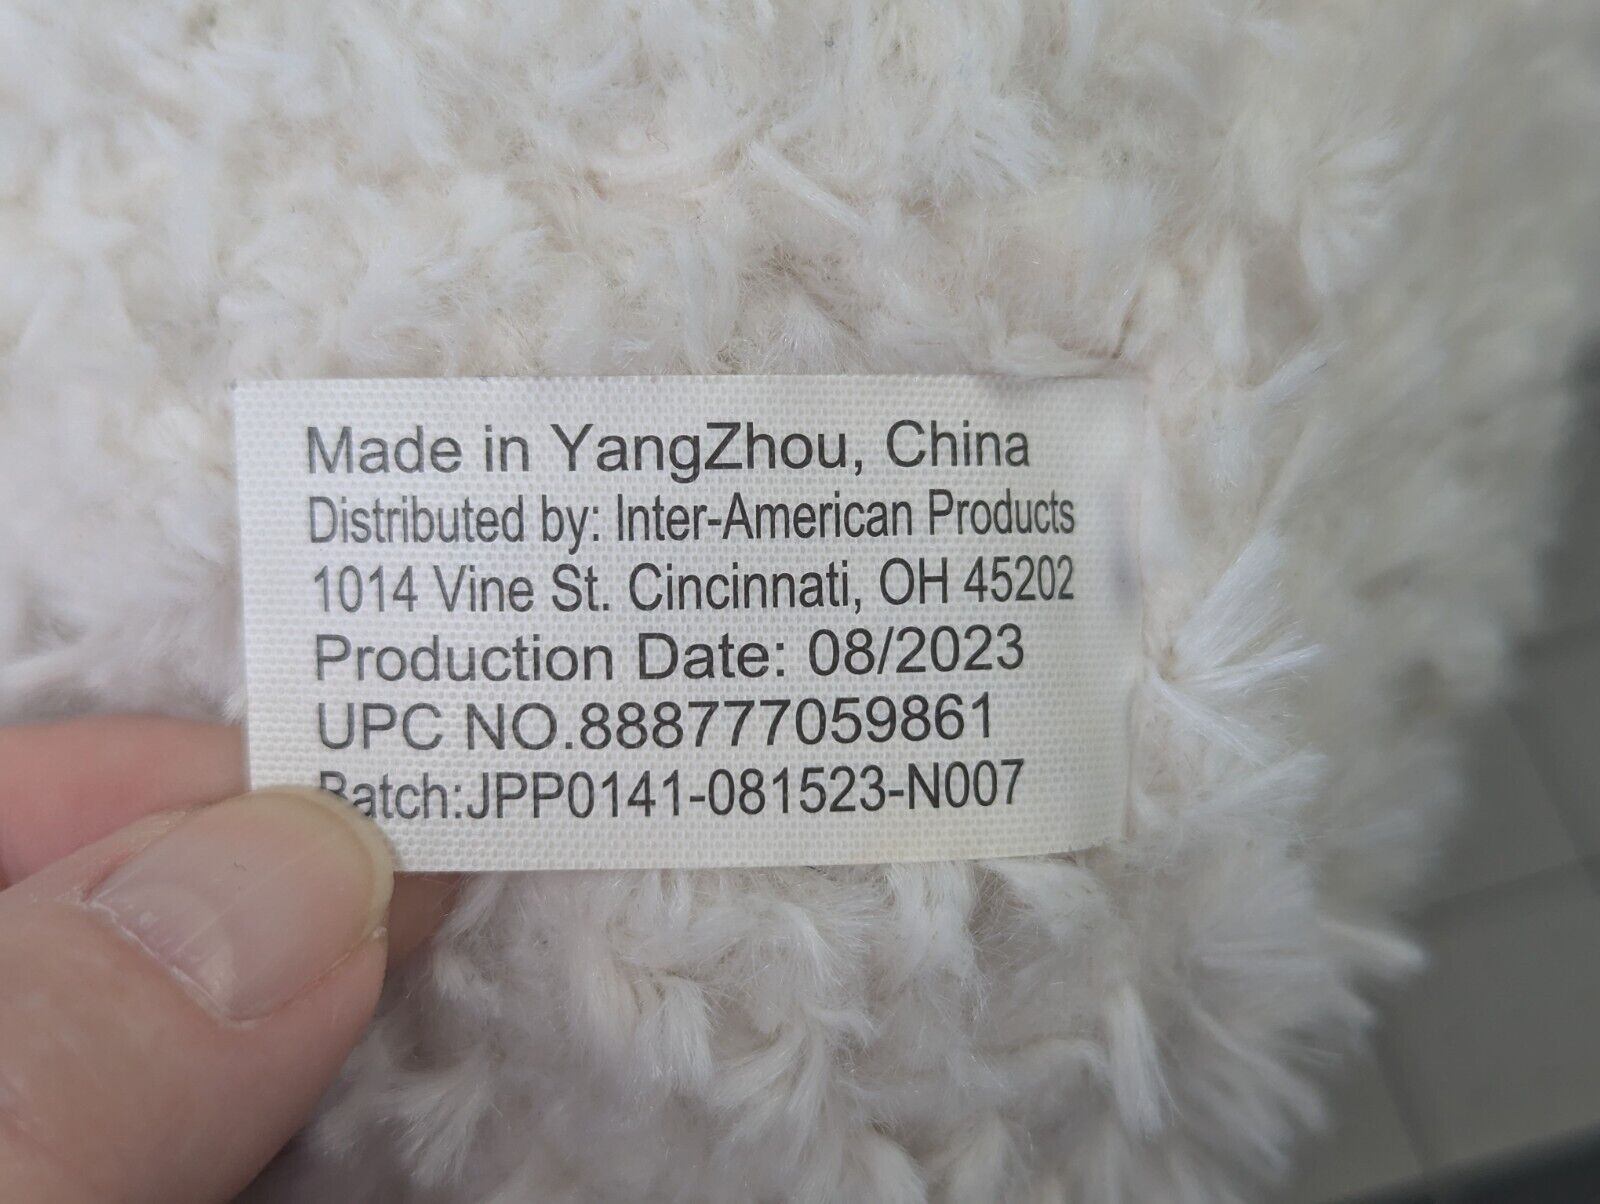 Made in YangZhou, China
Distributed by: Inter-American Products
1014 Vine St. Cincinnati, OH 45202
Production Date: 08/2023
UPC NO.888777059861
Batch:JPP0141-081523-N007